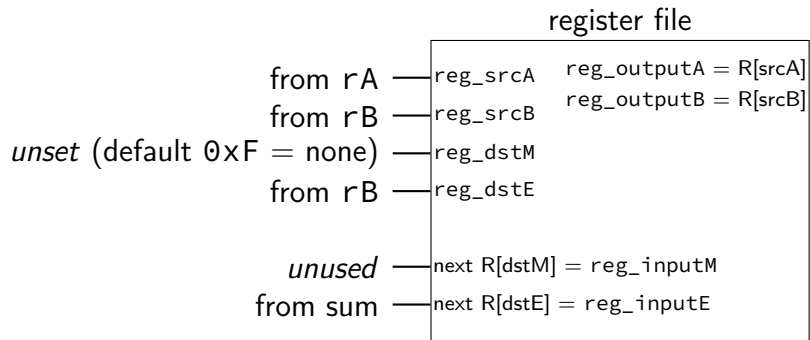 register file
from rA reg_srcA reg_outputA = R[srcA]
from rB reg_srcB reg_outputB = R[srcB]
unset (default 0xF = none) reg_dstM
from rB reg_dstE
unused next R[dstM] = reg_inputM
from sum next R[dstE] = reg_inputE